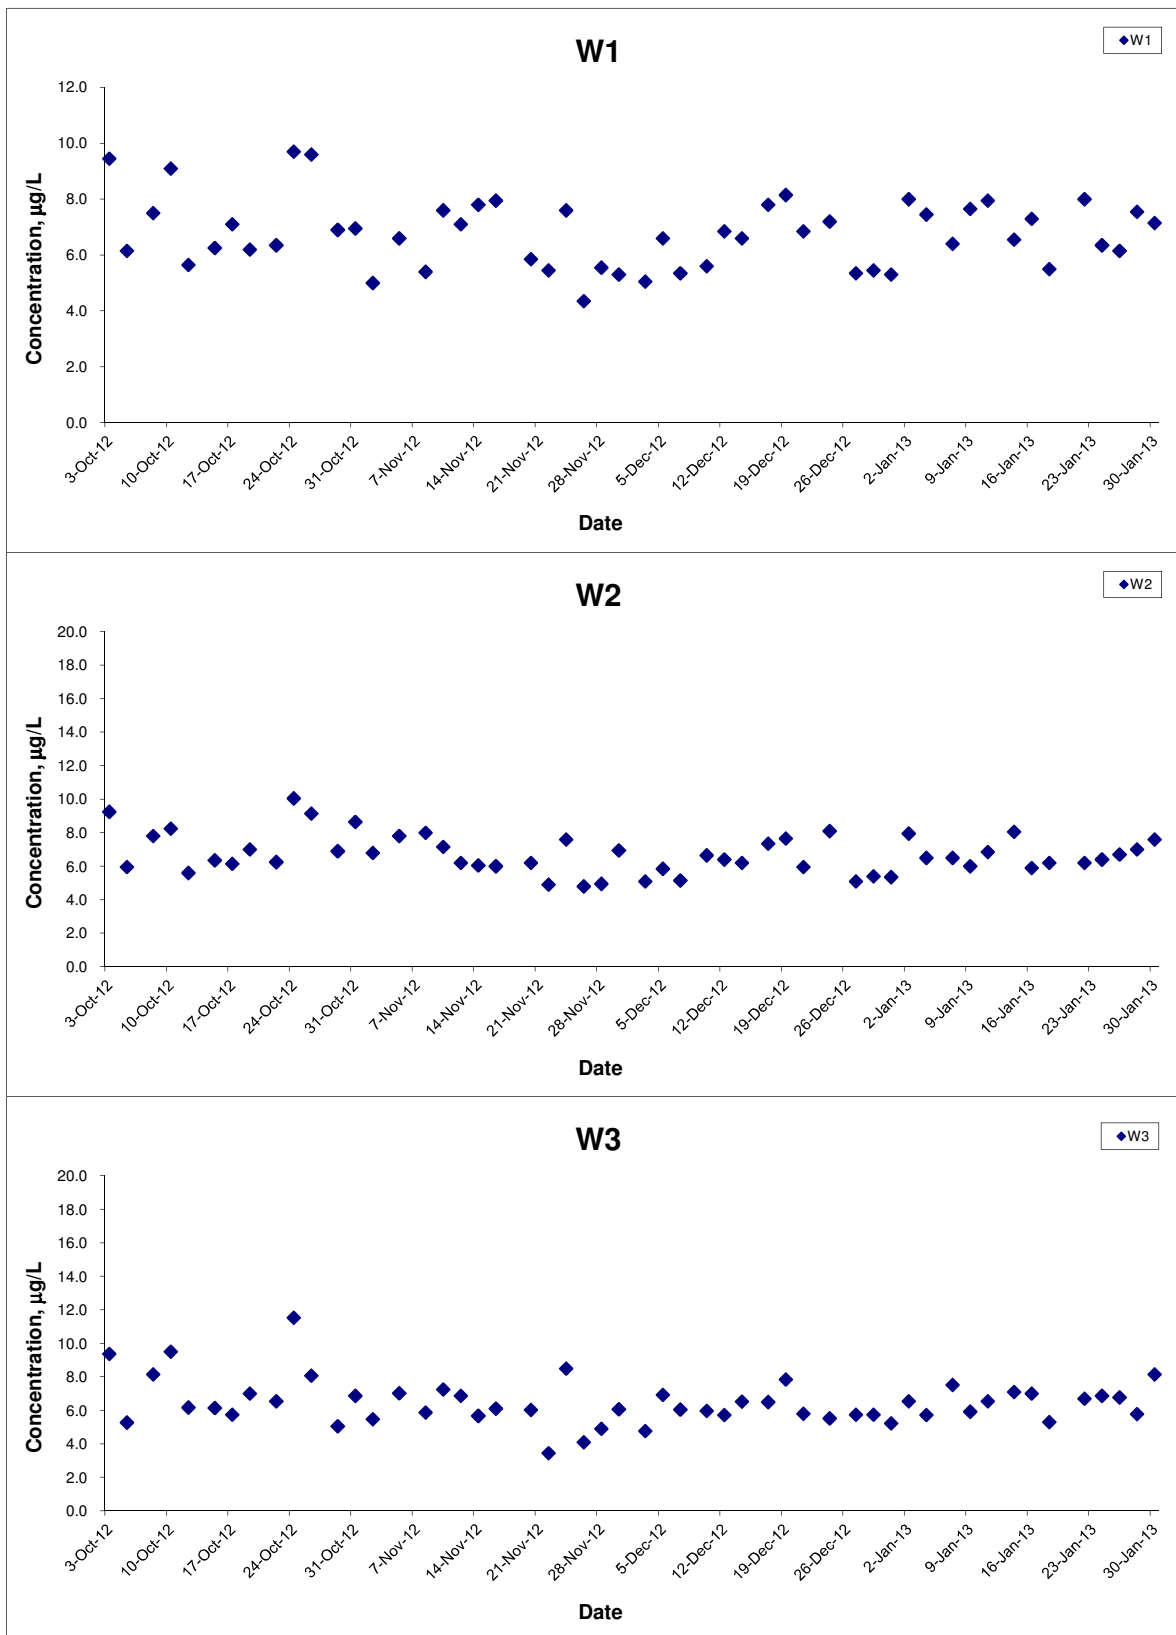 W1
W1
12.0
10.0
8.0
6.0
4.0
2.0
0.0
Concentration, µg/L
3-Oct-12
10-Oct-12
17-Oct-12
24-Oct-12
31-Oct-12
7-Nov-12
14-Nov-12
21-Nov-12
28-Nov-12
5-Dec-12
12-Dec-12
19-Dec-12
26-Dec-12
2-Jan-13
9-Jan-13
16-Jan-13
23-Jan-13
30-Jan-13
Date
W2
W2
20.0
18.0
16.0
14.0
12.0
10.0
8.0
6.0
4.0
2.0
0.0
Concentration, µg/L
3-Oct-12
10-Oct-12
17-Oct-12
24-Oct-12
31-Oct-12
7-Nov-12
14-Nov-12
21-Nov-12
28-Nov-12
5-Dec-12
12-Dec-12
19-Dec-12
26-Dec-12
2-Jan-13
9-Jan-13
16-Jan-13
23-Jan-13
30-Jan-13
Date
W3
W3
20.0
18.0
16.0
14.0
12.0
10.0
8.0
6.0
4.0
2.0
0.0
Concentration, µg/L
3-Oct-12
10-Oct-12
17-Oct-12
24-Oct-12
31-Oct-12
7-Nov-12
14-Nov-12
21-Nov-12
28-Nov-12
5-Dec-12
12-Dec-12
19-Dec-12
26-Dec-12
2-Jan-13
9-Jan-13
16-Jan-13
23-Jan-13
30-Jan-13
Date